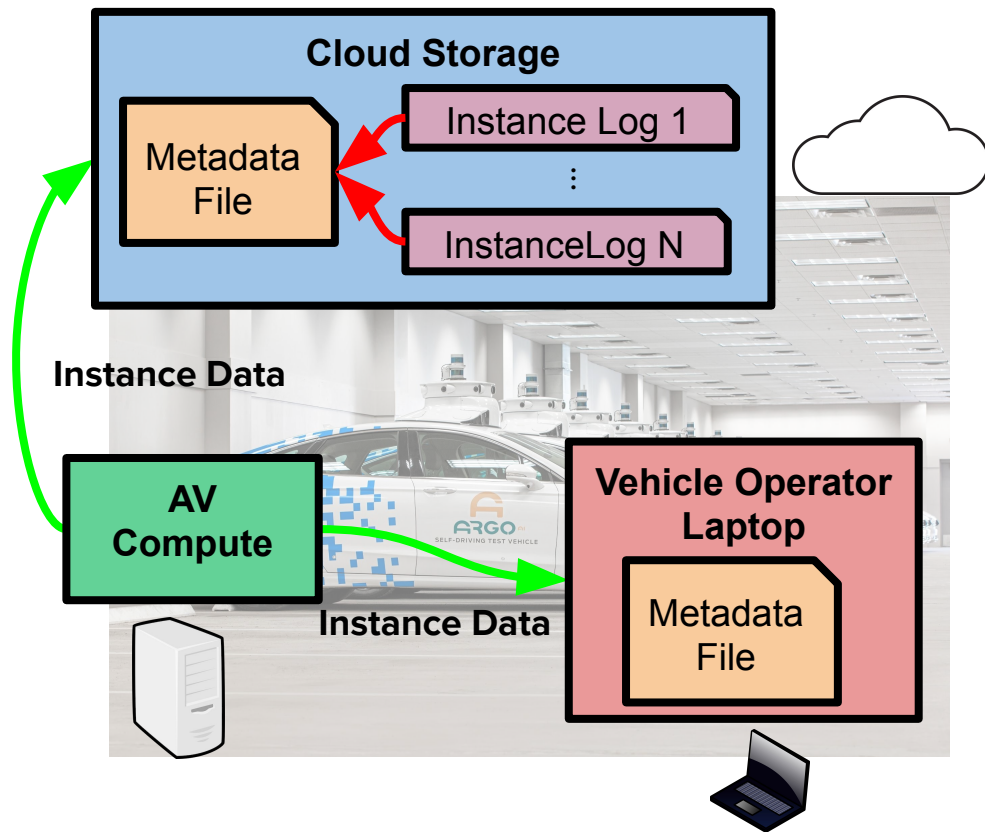 Cloud Storage
Metadata
File
Instance Log 1
...
InstanceLog N
Instance Data
AV
Compute
ARGO
SELF-DRIVING TEST VEHICLE
Instance Data
Vehicle Operator
Laptop
Metadata
File